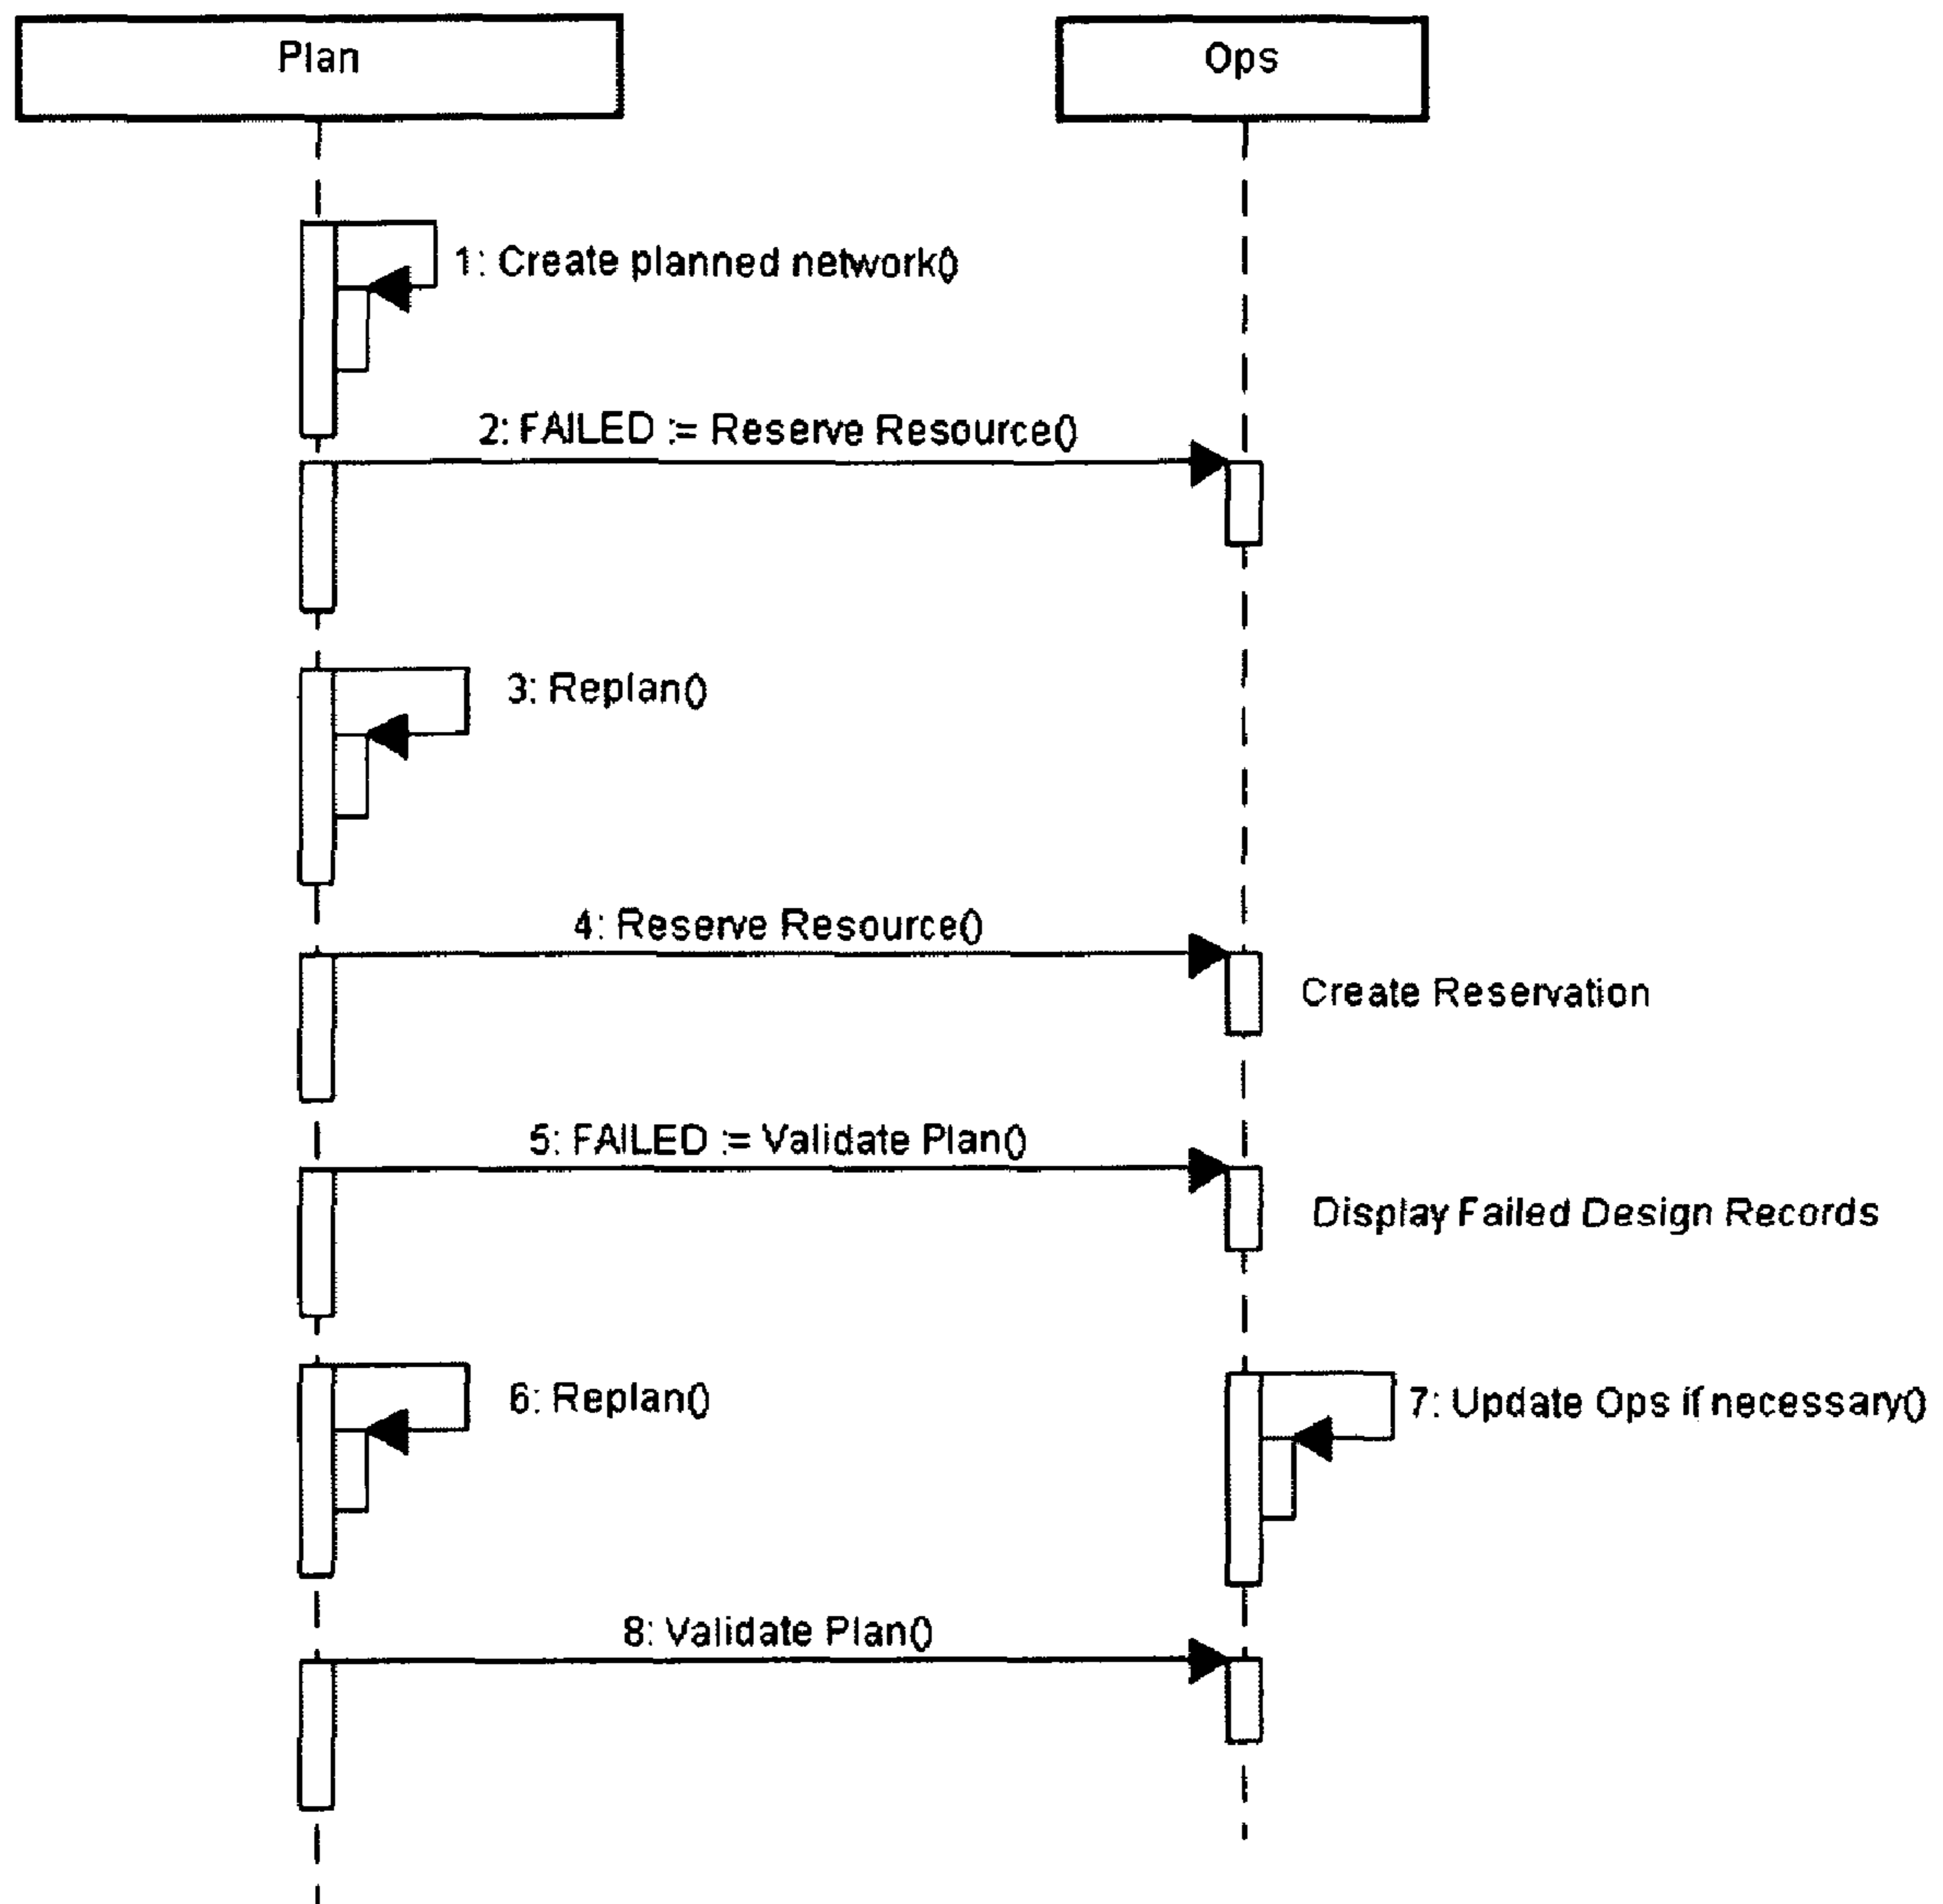 Plan
Ops
1: Create planned network()
2: FAILED := Reserve Resource()
3: Replan()
4: Reserve Resource()
Create Reservation
5: FAILED := Validate Plan()
Display Failed Design Records
6: Replan()
7: Update Ops if necessary()
8: Validate Plan()